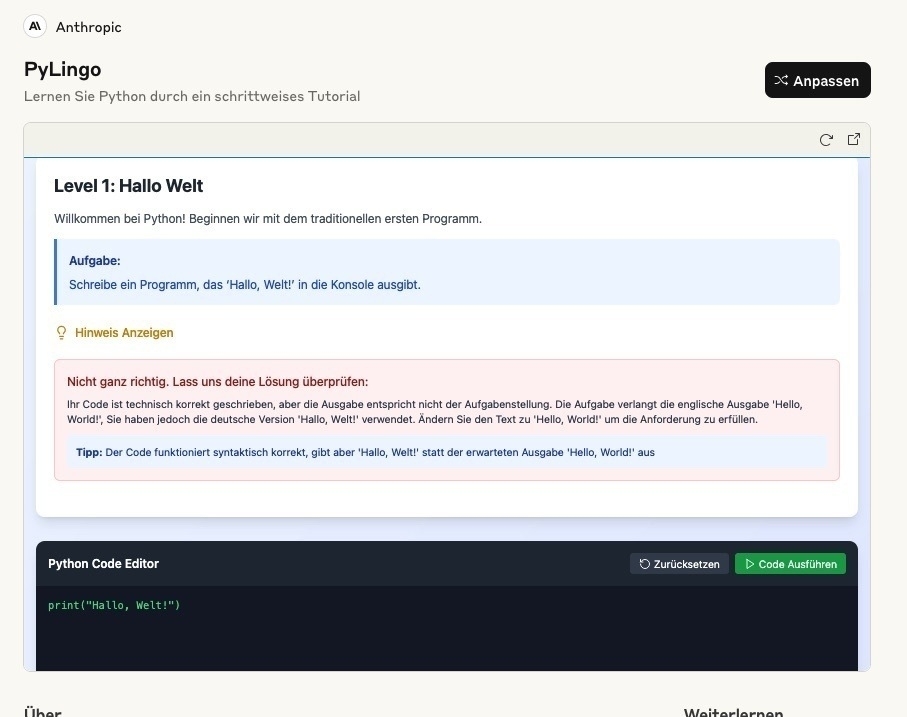 Anthropic
PyLingo
Lernen Sie Python durch ein schrittweises Tutorial
Anpassen
Level 1: Hallo Welt
Willkommen bei Python! Beginnen wir mit dem traditionellen ersten Programm.
Aufgabe:
Schreibe ein Programm, das ‘Hallo, Welt!’ in die Konsole ausgibt.
Hinweis Anzeigen
Nicht ganz richtig. Lass uns deine Lösung überprüfen:
Ihr Code ist technisch korrekt geschrieben, aber die Ausgabe entspricht nicht der Aufgabenstellung. Die Aufgabe verlangt die englische Ausgabe 'Hello,
World!', Sie haben jedoch die deutsche Version 'Hallo, Welt!' verwendet. Ändern Sie den Text zu 'Hello, World!' um die Anforderung zu erfüllen.
Tipp: Der Code funktioniert syntaktisch korrekt, gibt aber 'Hallo, Welt!' statt der erwarteten Ausgabe 'Hello, World!' aus
Python Code Editor
Zurücksetzen
Code Ausführen
print("Hallo, Welt!")
Über
Weiterlernen